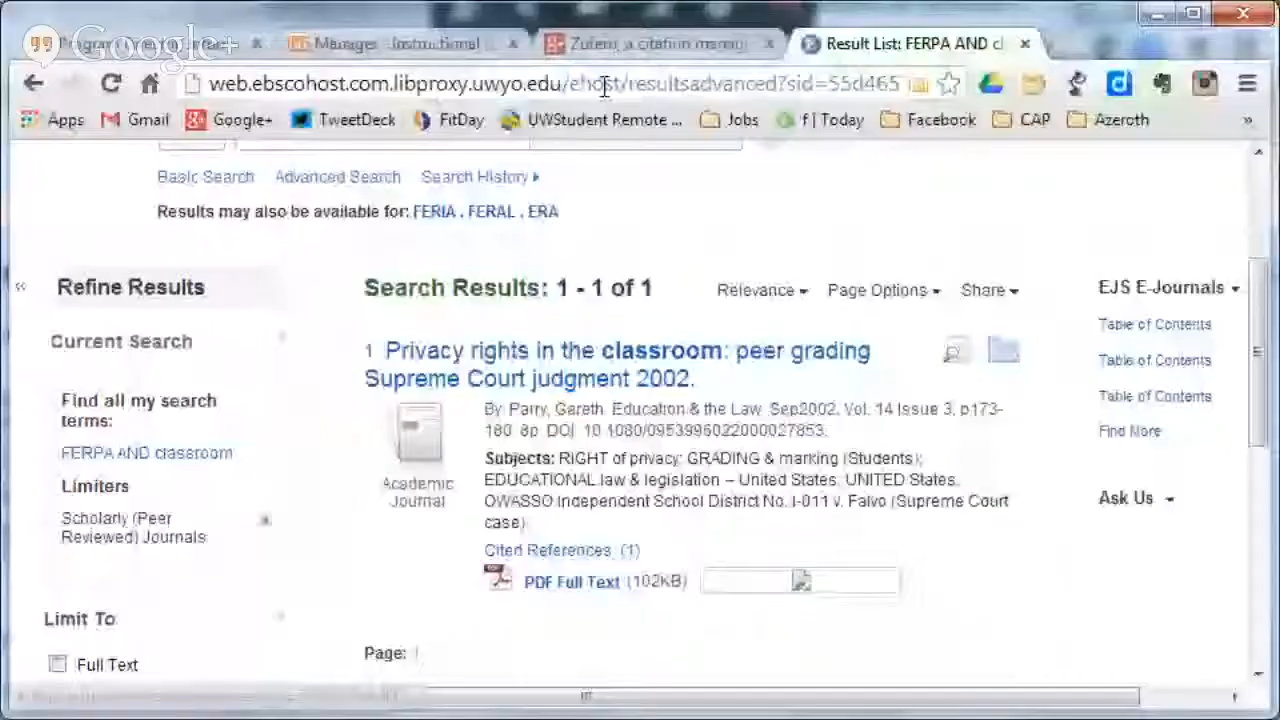 Google+
Manager - Instructional
Result List: FERPA AND cl
web.ebscohost.com.libproxy.uwyo.edu/ehost/resultsadvanced?sid=55d465
Apps Gmail Google+ TweetDeck FitDay UWStudent Remote ... Jobs f | Today Facebook CAP Azeroth »
Basic Search Advanced Search Search History
Results may also be available for: FERIA , FERAL , ERA
Refine Results
Search Results: 1 - 1 of 1
Relevance Page Options Share
EJS E-Journals
Current Search
Table of Contents
Table of Contents
Table of Contents
Find More
Ask Us
1 Privacy rights in the classroom: peer grading
Supreme Court judgment 2002.
Find all my search
terms:
FERPA AND classroom
Limiters
Scholarly (Peer
Reviewed) Journals
Academic
Journal
By: Parry, Gareth. Education & the Law. Sep2002, Vol. 14 Issue 3, p173-
180. 8p. DOI: 10.1080/0953996022000027853.
Subjects: RIGHT of privacy; GRADING & marking (Students);
EDUCATIONAL law & legislation -- United States; UNITED States;
OWASSO Independent School District No. I-011 v. Falvo (Supreme Court
case)
Cited References: (1)
PDF Full Text (102KB)
Limit To
Full Text
Page: 1